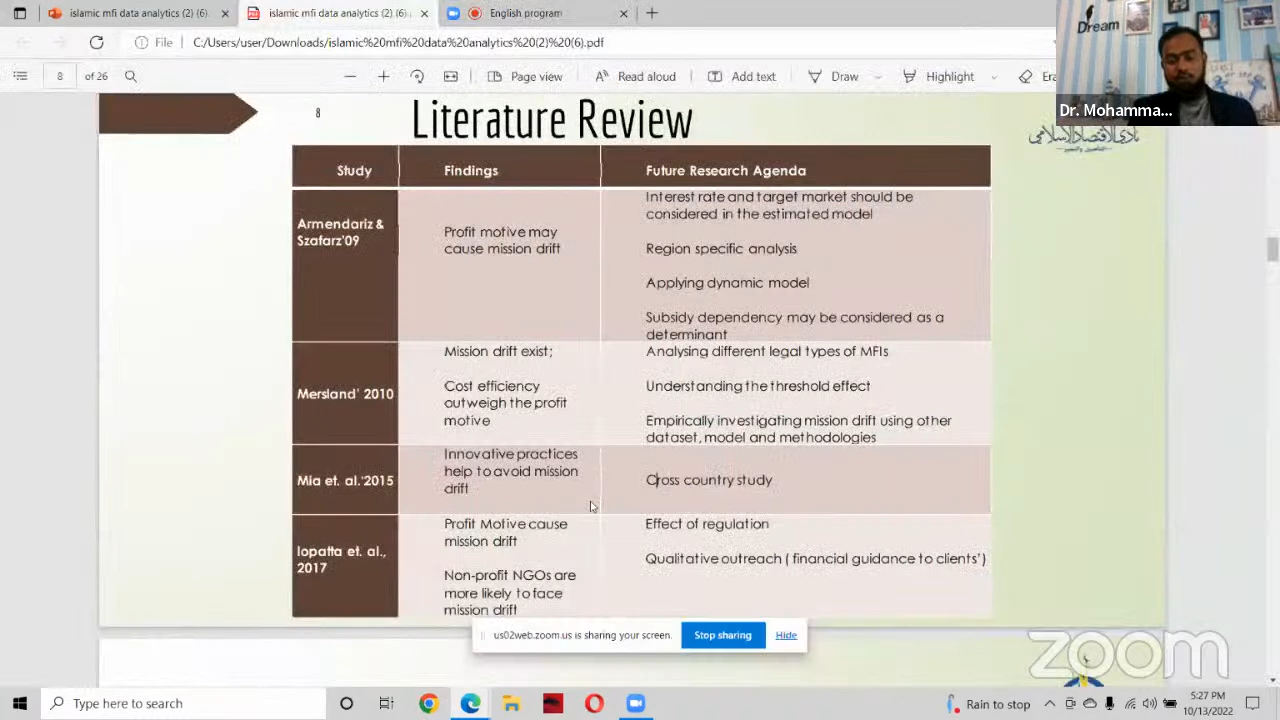 islamic mfi data analytics (2) (6).
islamic mfi data analytics (2) (6).
English program
File
C:/Users/user/Downloads/islamic%20mfi%20data%20analytics%20(2)%20(6).pdf
8 of 26
Page view
Read aloud
Add text
Draw
Highlight
Era
Dream
Dr. Mohamma...
8
Literature Review
نادي الاقتصاد الإسلامي
Study
Findings
Future Research Agenda
Armendariz &
Szafarz'09
Profit motive may
cause mission drift
Interest rate and target market should be
considered in the estimated model
Region specific analysis
Applying dynamic model
Subsidy dependency may be considered as a
determinant
Mersland' 2010
Mission drift exist;
Cost efficiency
outweigh the profit
motive
Analysing different legal types of MFIs
Understanding the threshold effect
Empirically investigating mission drift using other
dataset, model and methodologies
Mia et. al.'2015
Innovative practices
help to avoid mission
drift
Cross country study
lopatta et. al.,
2017
Profit Motive cause
mission drift
Non-profit NGOs are
more likely to face
mission drift
Effect of regulation
Qualitative outreach ( financial guidance to clients')
us02web.zoom.us is sharing your screen.
Stop sharing
Hide
zoom
Type here to search
Rain to stop
5:27 PM
10/13/2022